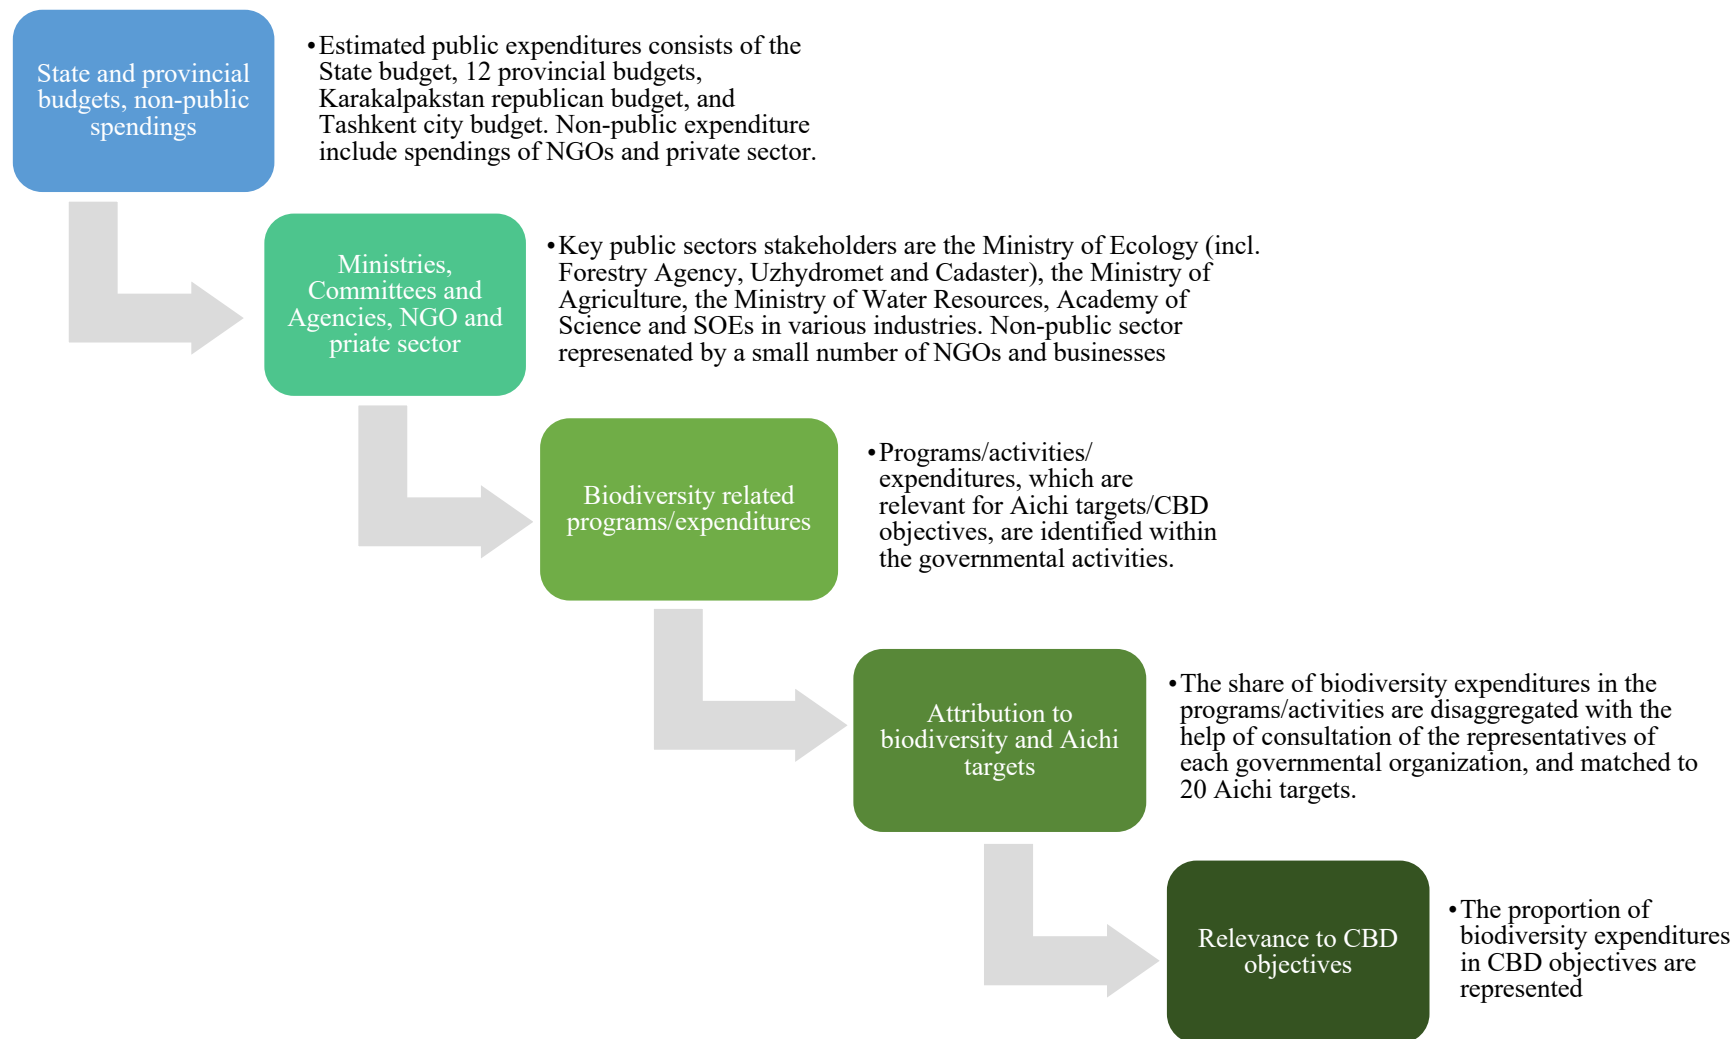 State and provincial
budgets, non-public
spendings
•Estimated public expenditures consists of the
State budget, 12 provincial budgets,
Karakalpakstan republican budget, and
Tashkent city budget. Non-public expenditure
include spendings of NGOs and private sector.
Ministries,
Committees and
Agencies, NGO and
priate sector
•Key public sectors stakeholders are the Ministry of Ecology (incl.
Forestry Agency, Uzhydromet and Cadaster), the Ministry of
Agriculture, the Ministry of Water Resources, Academy of
Science and SOEs in various industries. Non-public sector
represenated by a small number of NGOs and businesses
Biodiversity related
programs/expenditures
•Programs/activities/
expenditures, which are
relevant for Aichi targets/CBD
objectives, are identified within
the governmental activities.
Attribution to
biodiversity and Aichi
targets
•The share of biodiversity expenditures in the
programs/activities are disaggregated with the
help of consultation of the representatives of
each governmental organization, and matched to
20 Aichi targets.
Relevance to CBD
objectives
•The proportion of
biodiversity expenditures
in CBD objectives are
represented